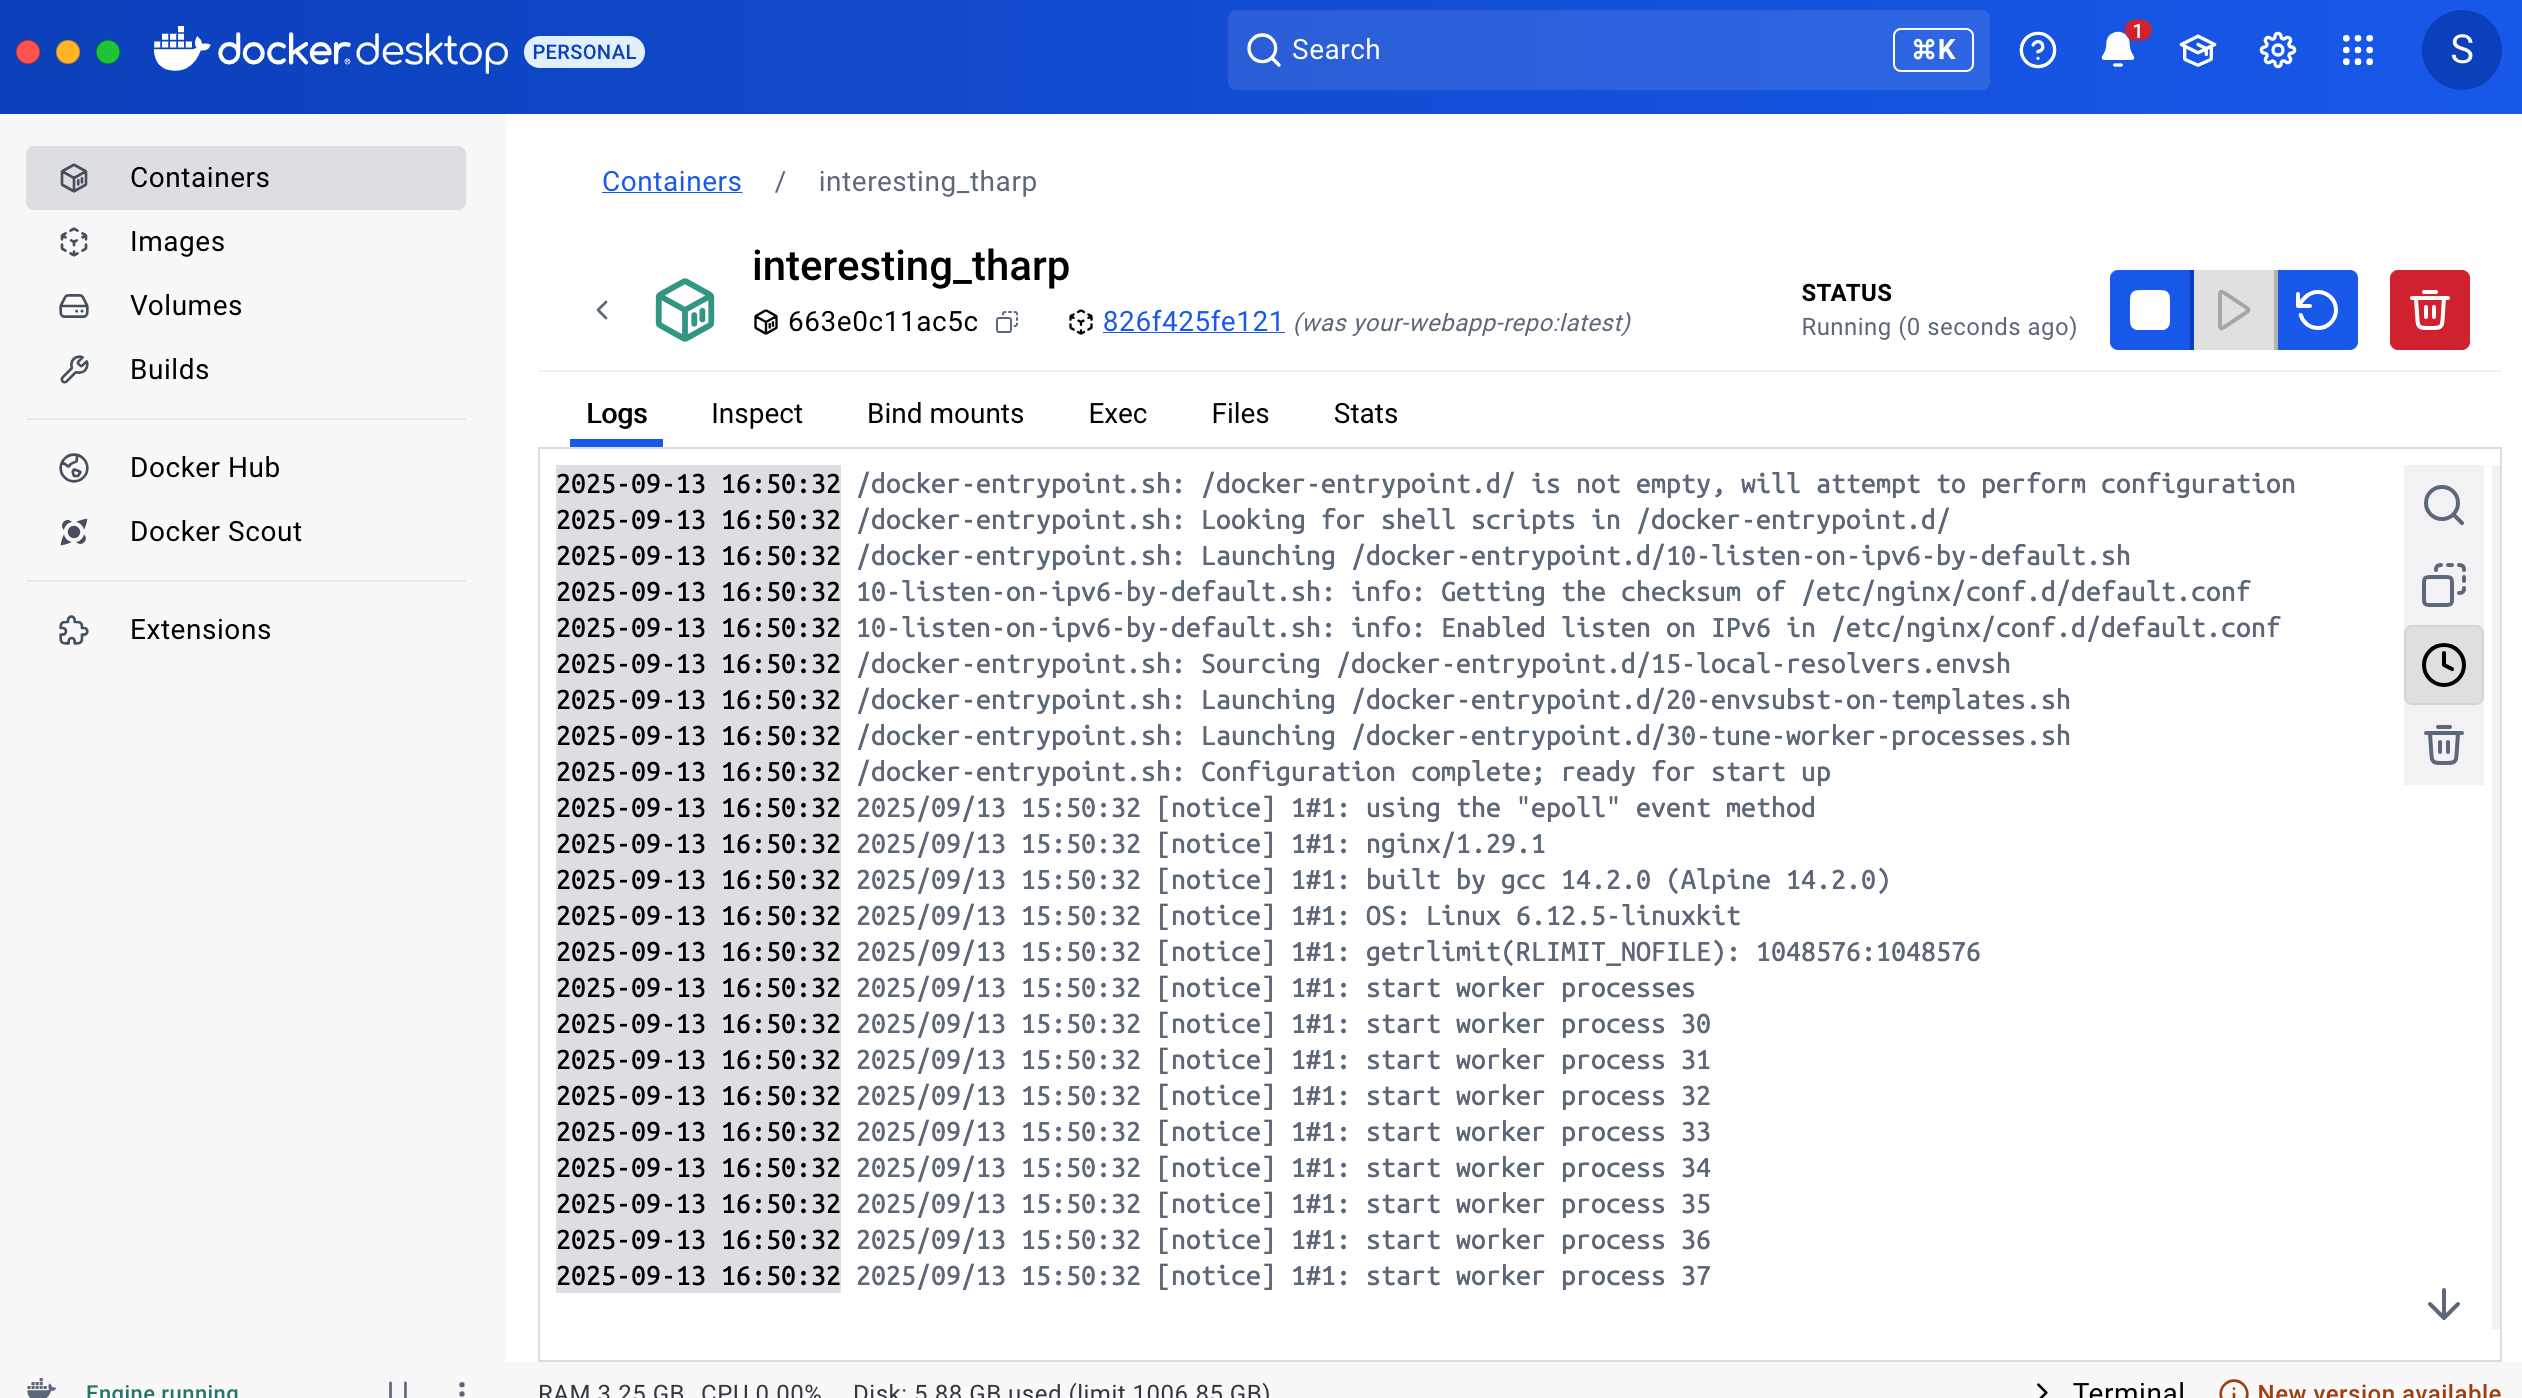 docker desktop PERSONAL
Search ⌘K
1
S
Containers
Images
Volumes
Builds
Docker Hub
Docker Scout
Extensions
Containers / interesting_tharp
interesting_tharp
663e0c11ac5c 826f425fe121 (was your-webapp-repo:latest)
STATUS
Running (0 seconds ago)
Logs Inspect Bind mounts Exec Files Stats
2025-09-13 16:50:32 /docker-entrypoint.sh: /docker-entrypoint.d/ is not empty, will attempt to perform configuration
2025-09-13 16:50:32 /docker-entrypoint.sh: Looking for shell scripts in /docker-entrypoint.d/
2025-09-13 16:50:32 /docker-entrypoint.sh: Launching /docker-entrypoint.d/10-listen-on-ipv6-by-default.sh
2025-09-13 16:50:32 10-listen-on-ipv6-by-default.sh: info: Getting the checksum of /etc/nginx/conf.d/default.conf
2025-09-13 16:50:32 10-listen-on-ipv6-by-default.sh: info: Enabled listen on IPv6 in /etc/nginx/conf.d/default.conf
2025-09-13 16:50:32 /docker-entrypoint.sh: Sourcing /docker-entrypoint.d/15-local-resolvers.envsh
2025-09-13 16:50:32 /docker-entrypoint.sh: Launching /docker-entrypoint.d/20-envsubst-on-templates.sh
2025-09-13 16:50:32 /docker-entrypoint.sh: Launching /docker-entrypoint.d/30-tune-worker-processes.sh
2025-09-13 16:50:32 /docker-entrypoint.sh: Configuration complete; ready for start up
2025-09-13 16:50:32 2025/09/13 15:50:32 [notice] 1#1: using the "epoll" event method
2025-09-13 16:50:32 2025/09/13 15:50:32 [notice] 1#1: nginx/1.29.1
2025-09-13 16:50:32 2025/09/13 15:50:32 [notice] 1#1: built by gcc 14.2.0 (Alpine 14.2.0)
2025-09-13 16:50:32 2025/09/13 15:50:32 [notice] 1#1: OS: Linux 6.12.5-linuxkit
2025-09-13 16:50:32 2025/09/13 15:50:32 [notice] 1#1: getrlimit(RLIMIT_NOFILE): 1048576:1048576
2025-09-13 16:50:32 2025/09/13 15:50:32 [notice] 1#1: start worker processes
2025-09-13 16:50:32 2025/09/13 15:50:32 [notice] 1#1: start worker process 30
2025-09-13 16:50:32 2025/09/13 15:50:32 [notice] 1#1: start worker process 31
2025-09-13 16:50:32 2025/09/13 15:50:32 [notice] 1#1: start worker process 32
2025-09-13 16:50:32 2025/09/13 15:50:32 [notice] 1#1: start worker process 33
2025-09-13 16:50:32 2025/09/13 15:50:32 [notice] 1#1: start worker process 34
2025-09-13 16:50:32 2025/09/13 15:50:32 [notice] 1#1: start worker process 35
2025-09-13 16:50:32 2025/09/13 15:50:32 [notice] 1#1: start worker process 36
2025-09-13 16:50:32 2025/09/13 15:50:32 [notice] 1#1: start worker process 37
Engine running RAM 3.25 GB CPU 0.00% Disk: 5.88 GB used (limit 1006.85 GB) Terminal New version available